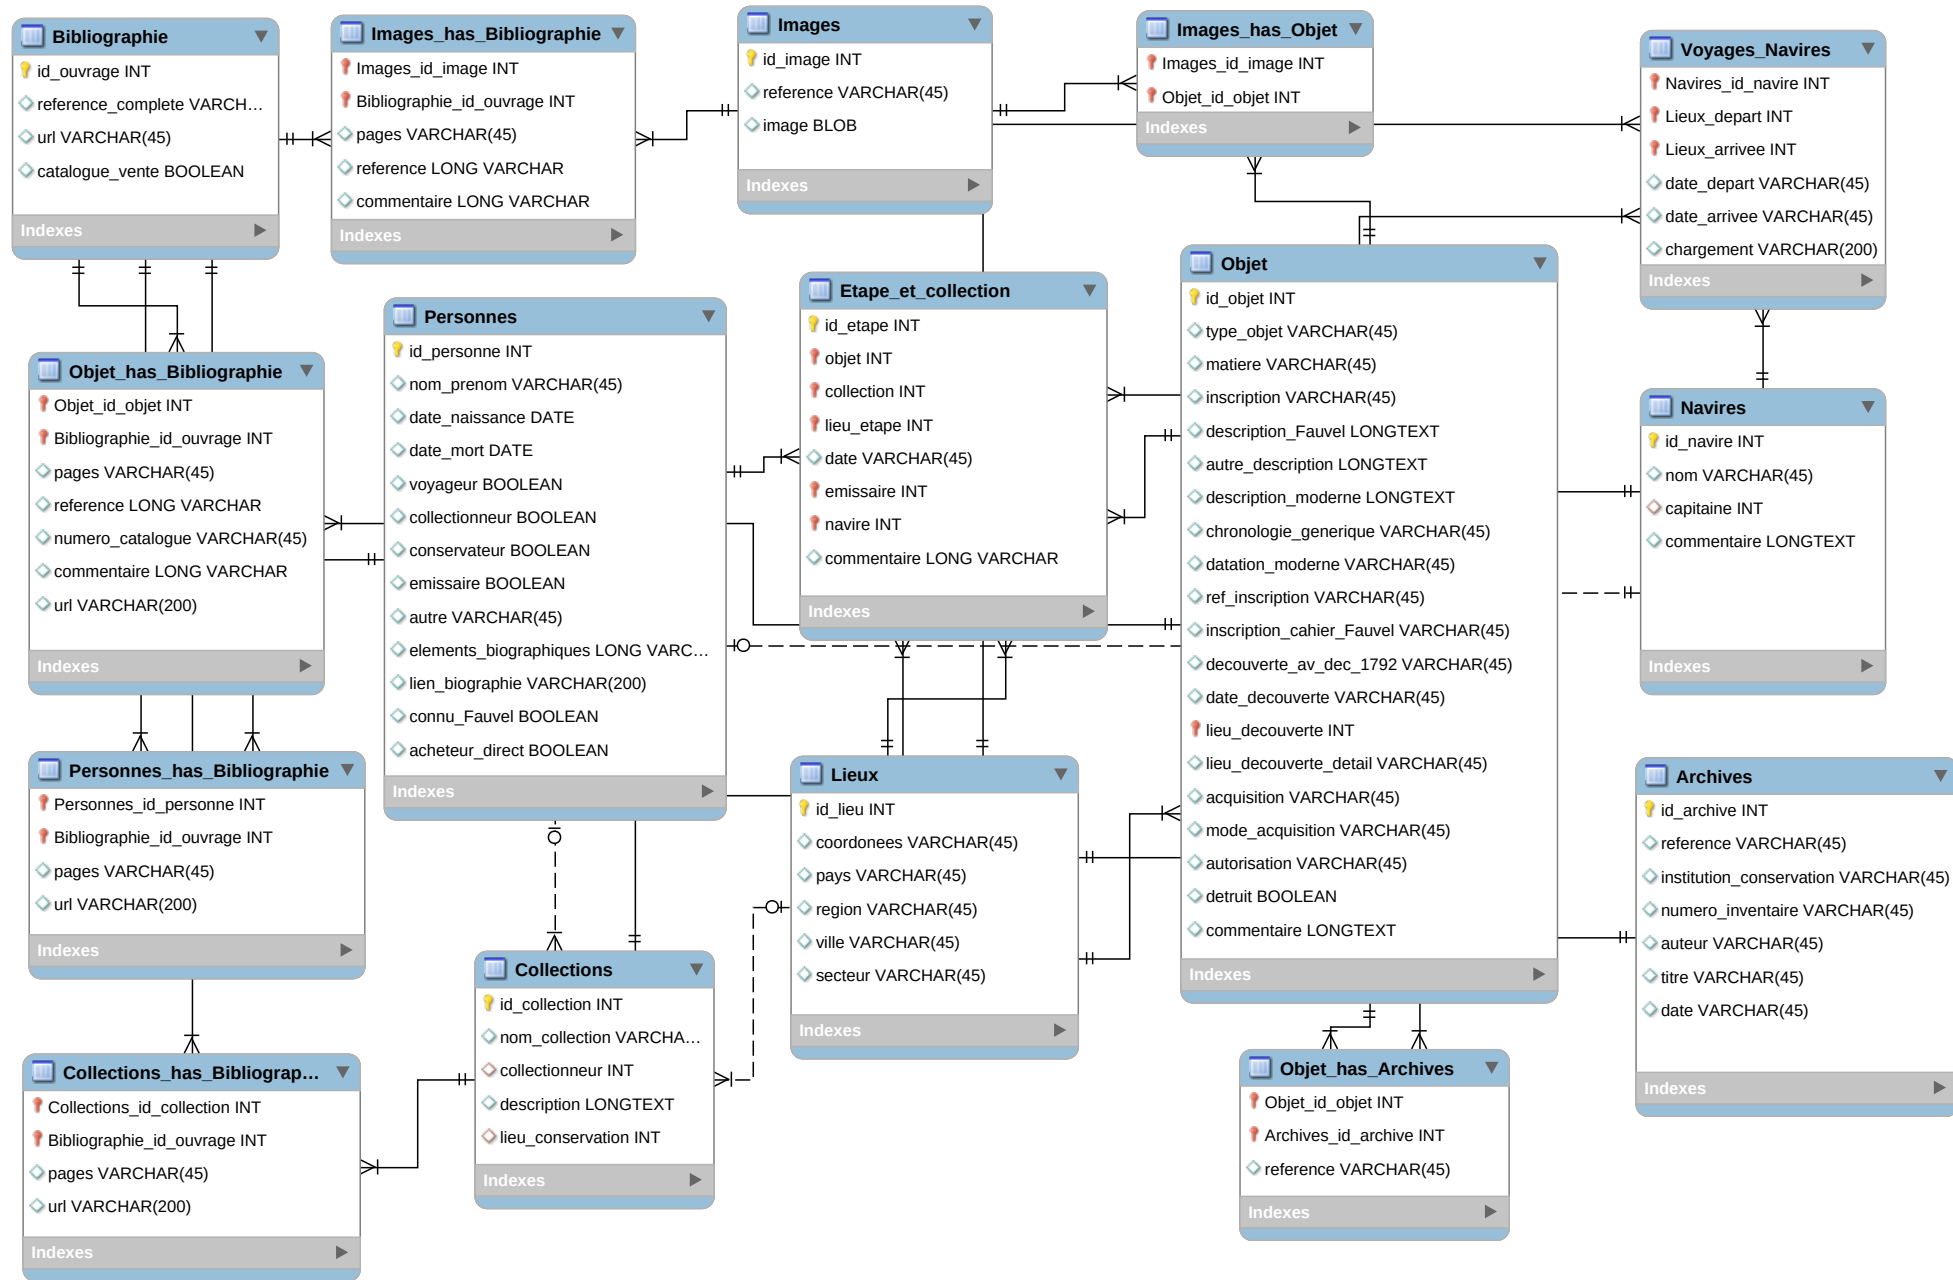 Bibliographie
id_ouvrage INT
reference_complete VARCH...
url VARCHAR(45)
catalogue_vente BOOLEAN
Indexes
Images_has_Bibliographie
Images_id_image INT
Bibliographie_id_ouvrage INT
pages VARCHAR(45)
reference LONG VARCHAR
commentaire LONG VARCHAR
Indexes
Images
id_image INT
reference VARCHAR(45)
image BLOB
Indexes
Images_has_Objet
Images_id_image INT
Objet_id_objet INT
Indexes
Voyages_Navires
Navires_id_navire INT
Lieux_depart INT
Lieux_arrivee INT
date_depart VARCHAR(45)
date_arrivee VARCHAR(45)
chargement VARCHAR(200)
Indexes
Objet_has_Bibliographie
Objet_id_objet INT
Bibliographie_id_ouvrage INT
pages VARCHAR(45)
reference LONG VARCHAR
numero_catalogue VARCHAR(45)
commentaire LONG VARCHAR
url VARCHAR(200)
Indexes
Personnes
id_personne INT
nom_prenom VARCHAR(45)
date_naissance DATE
date_mort DATE
voyageur BOOLEAN
collectionneur BOOLEAN
conservateur BOOLEAN
emissaire BOOLEAN
autre VARCHAR(45)
elements_biographiques LONG VARC...
lien_biographie VARCHAR(200)
connu_Fauvel BOOLEAN
acheteur_direct BOOLEAN
Indexes
Etape_et_collection
id_etape INT
objet INT
collection INT
lieu_etape INT
date VARCHAR(45)
emissaire INT
navire INT
commentaire LONG VARCHAR
Indexes
Objet
id_objet INT
type_objet VARCHAR(45)
matiere VARCHAR(45)
inscription VARCHAR(45)
description_Fauvel LONGTEXT
autre_description LONGTEXT
description_moderne LONGTEXT
chronologie_generique VARCHAR(45)
datation_moderne VARCHAR(45)
ref_inscription VARCHAR(45)
inscription_cahier_Fauvel VARCHAR(45)
decouverte_av_dec_1792 VARCHAR(45)
date_decouverte VARCHAR(45)
lieu_decouverte INT
lieu_decouverte_detail VARCHAR(45)
acquisition VARCHAR(45)
mode_acquisition VARCHAR(45)
autorisation VARCHAR(45)
detruit BOOLEAN
commentaire LONGTEXT
Indexes
Navires
id_navire INT
nom VARCHAR(45)
capitaine INT
commentaire LONGTEXT
Indexes
Personnes_has_Bibliographie
Personnes_id_personne INT
Bibliographie_id_ouvrage INT
pages VARCHAR(45)
url VARCHAR(200)
Indexes
Lieux
id_lieu INT
coordonees VARCHAR(45)
pays VARCHAR(45)
region VARCHAR(45)
ville VARCHAR(45)
secteur VARCHAR(45)
Indexes
Archives
id_archive INT
reference VARCHAR(45)
institution_conservation VARCHAR(45)
numero_inventaire VARCHAR(45)
auteur VARCHAR(45)
titre VARCHAR(45)
date VARCHAR(45)
Indexes
Collections_has_Bibliograp...
Collections_id_collection INT
Bibliographie_id_ouvrage INT
pages VARCHAR(45)
url VARCHAR(200)
Indexes
Collections
id_collection INT
nom_collection VARCHA...
collectionneur INT
description LONGTEXT
lieu_conservation INT
Indexes
Objet_has_Archives
Objet_id_objet INT
Archives_id_archive INT
reference VARCHAR(45)
Indexes